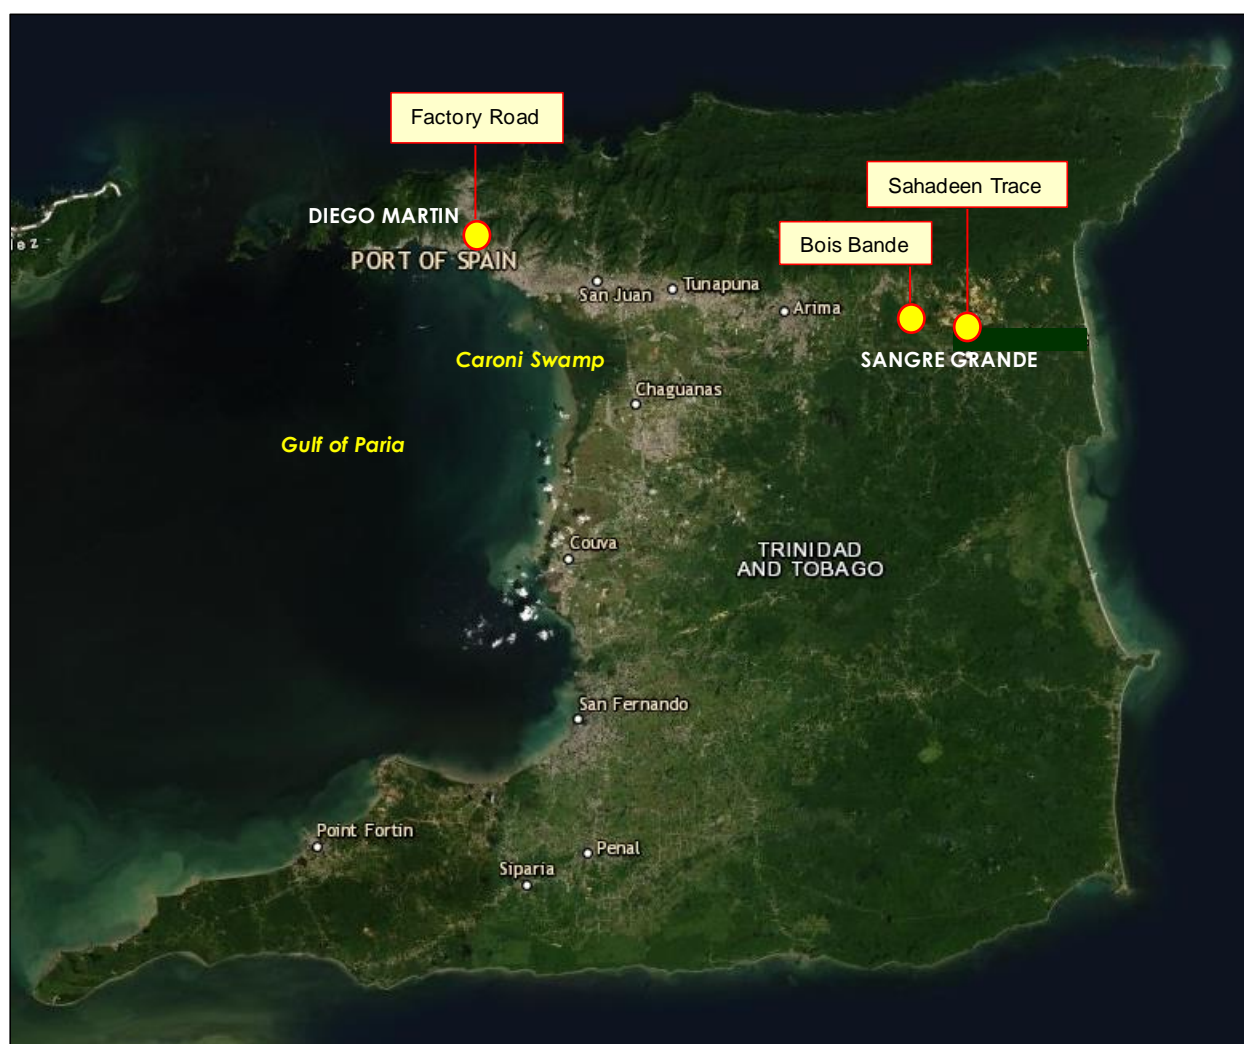 Factory Road
Sahadeen Trace
DIEGO MARTIN
Bois Bande
lez
PORT OF SPAIN
San Juan
Tunapuna
Arima
Caroni Swamp
SANGRE GRANDE
Chaguanas
Gulf of Paria
Couva
TRINIDAD
AND TOBAGO
San Fernando
Point Fortin
Penal
Siparia